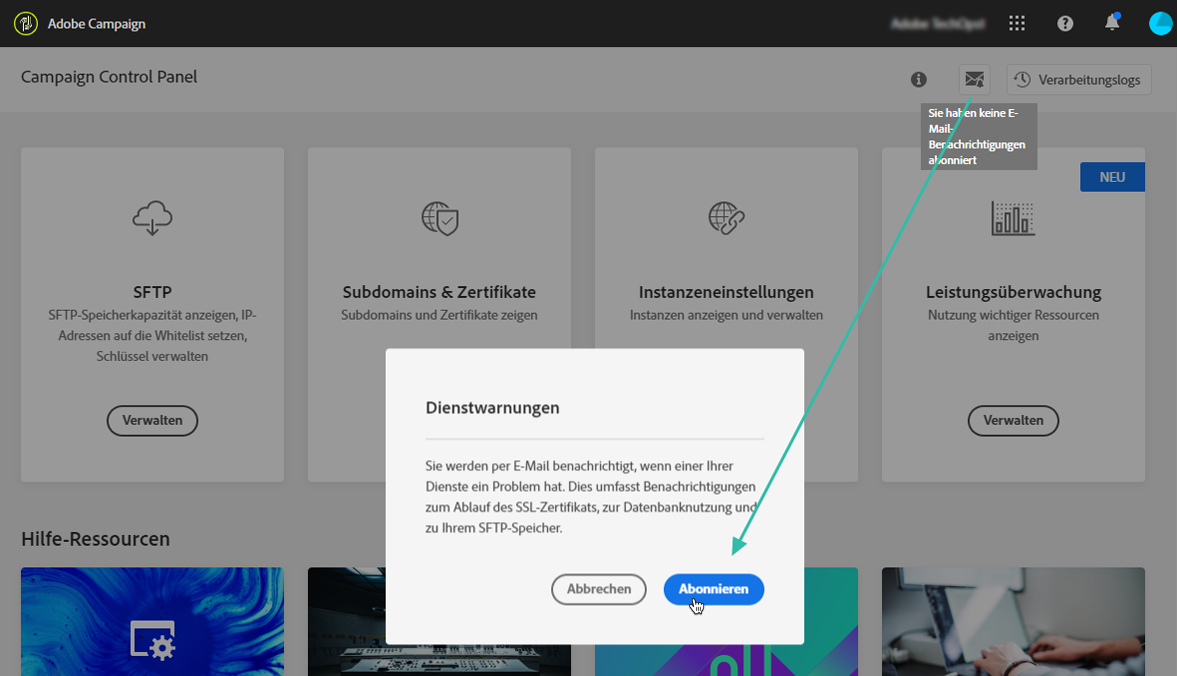 Adobe Campaign
Adobe TechOps
Campaign Control Panel
Verarbeitungslogs
Sie haben keine E-
Mail-
Benachrichtigungen
abonniert
NEU
SFTP
SFTP-Speicherkapazität anzeigen, IP-
Adressen auf die Whitelist setzen,
Schlüssel verwalten
Verwalten
Subdomains & Zertifikate
Subdomains und Zertifikate zeigen
Instanzeneinstellungen
Instanzen anzeigen und verwalten
Leistungsüberwachung
Nutzung wichtiger Ressourcen
anzeigen
Verwalten
Dienstwarnungen
Sie werden per E-Mail benachrichtigt, wenn einer Ihrer
Dienste ein Problem hat. Dies umfasst Benachrichtigungen
zum Ablauf des SSL-Zertifikats, zur Datenbanknutzung und
zu Ihrem SFTP-Speicher.
Abbrechen
Abonnieren
Hilfe-Ressourcen